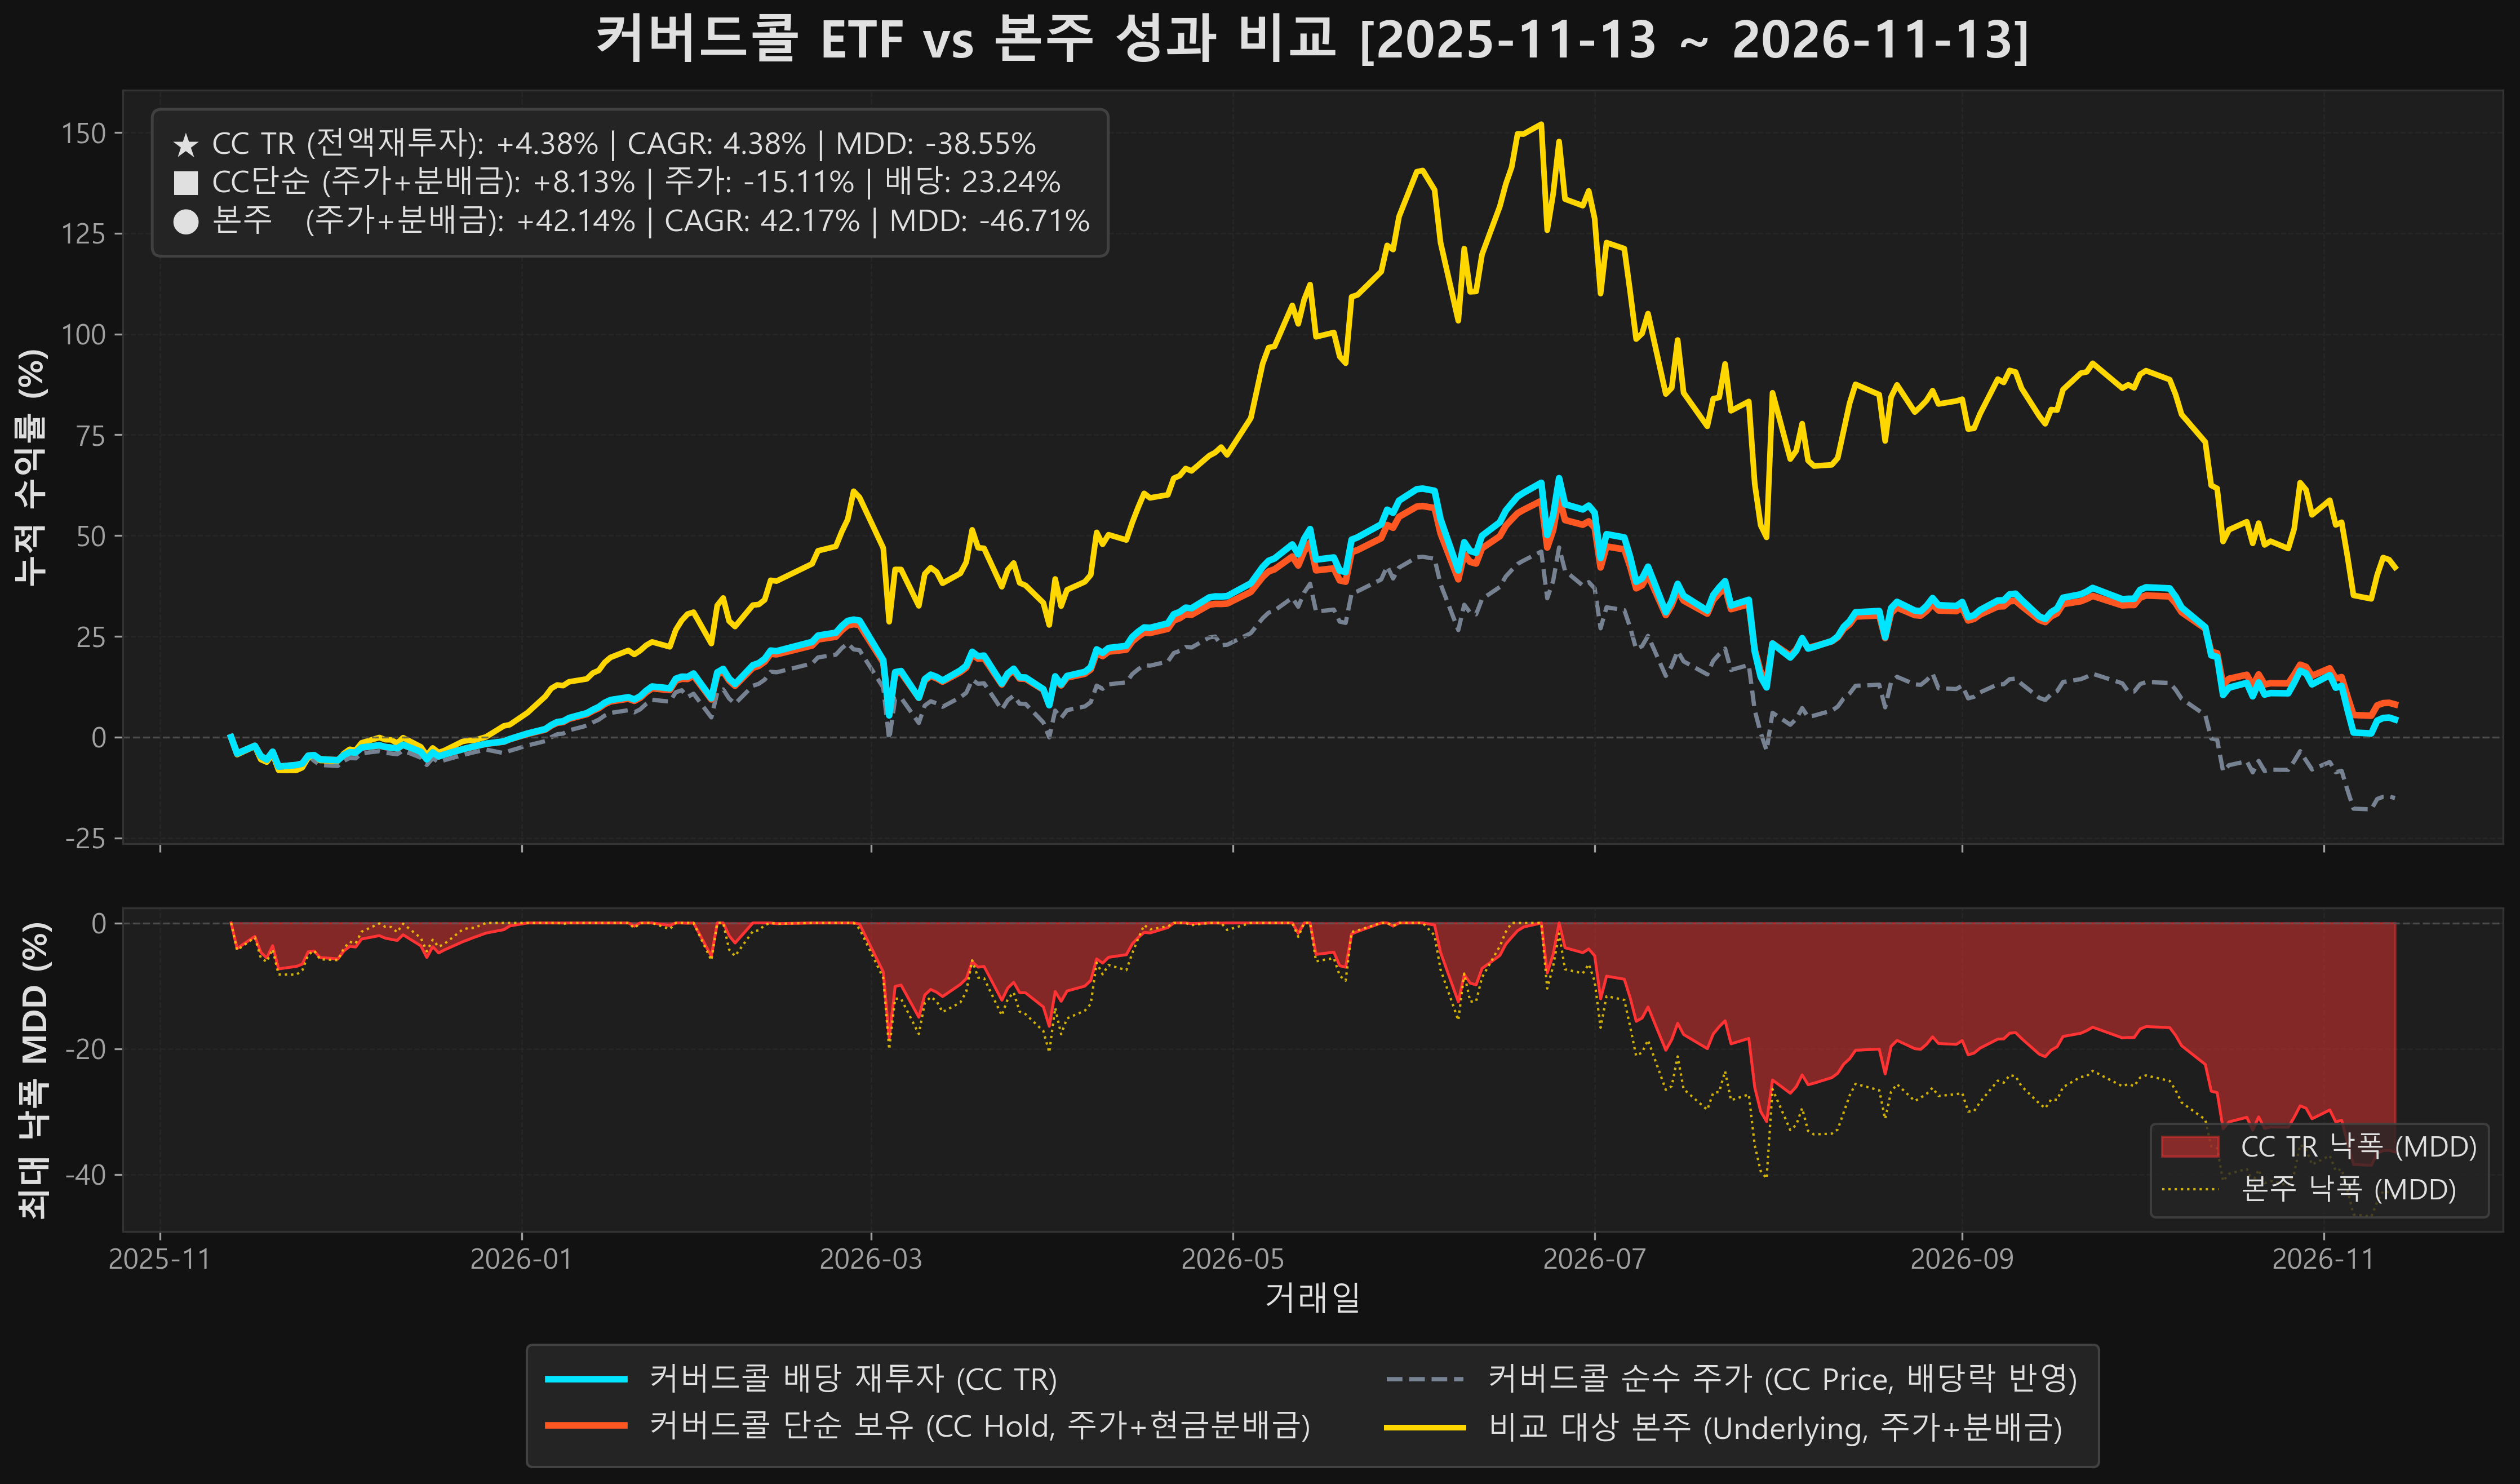 커버드콜 ETF vs 본주 성과 비교 [2025-11-13 ~ 2026-11-13]
★ CC TR (전액재투자): +4.38% | CAGR: 4.38% | MDD: -38.55%
■ CC단순 (주가+분배금): +8.13% | 주가: -15.11% | 배당: 23.24%
● 본주 (주가+분배금): +42.14% | CAGR: 42.17% | MDD: -46.71%
누적 수익률 (%)
150
125
100
75
50
25
0
-25
최대 낙폭 MDD (%)
0
-20
-40
CC TR 낙폭 (MDD)
본주 낙폭 (MDD)
2025-11 2026-01 2026-03 2026-05 2026-07 2026-09 2026-11
거래일
커버드콜 배당 재투자 (CC TR)
커버드콜 단순 보유 (CC Hold, 주가+현금분배금)
커버드콜 순수 주가 (CC Price, 배당락 반영)
비교 대상 본주 (Underlying, 주가+분배금)